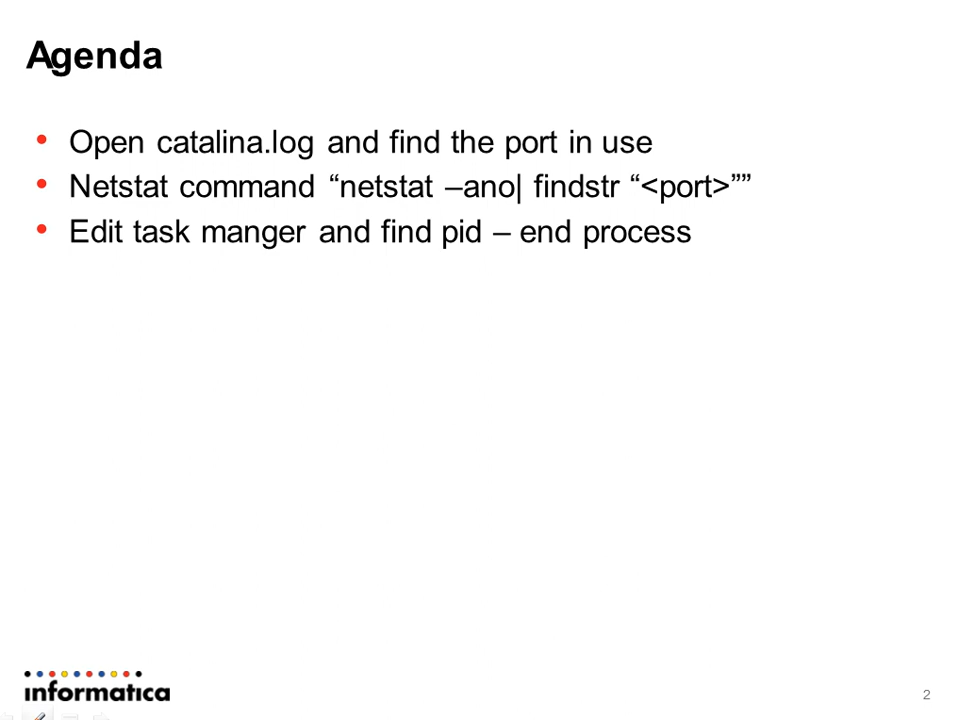 Agenda
• Open catalina.log and find the port in use
• Netstat command “netstat –ano| findstr “<port>””
• Edit task manger and find pid – end process
informatica
2